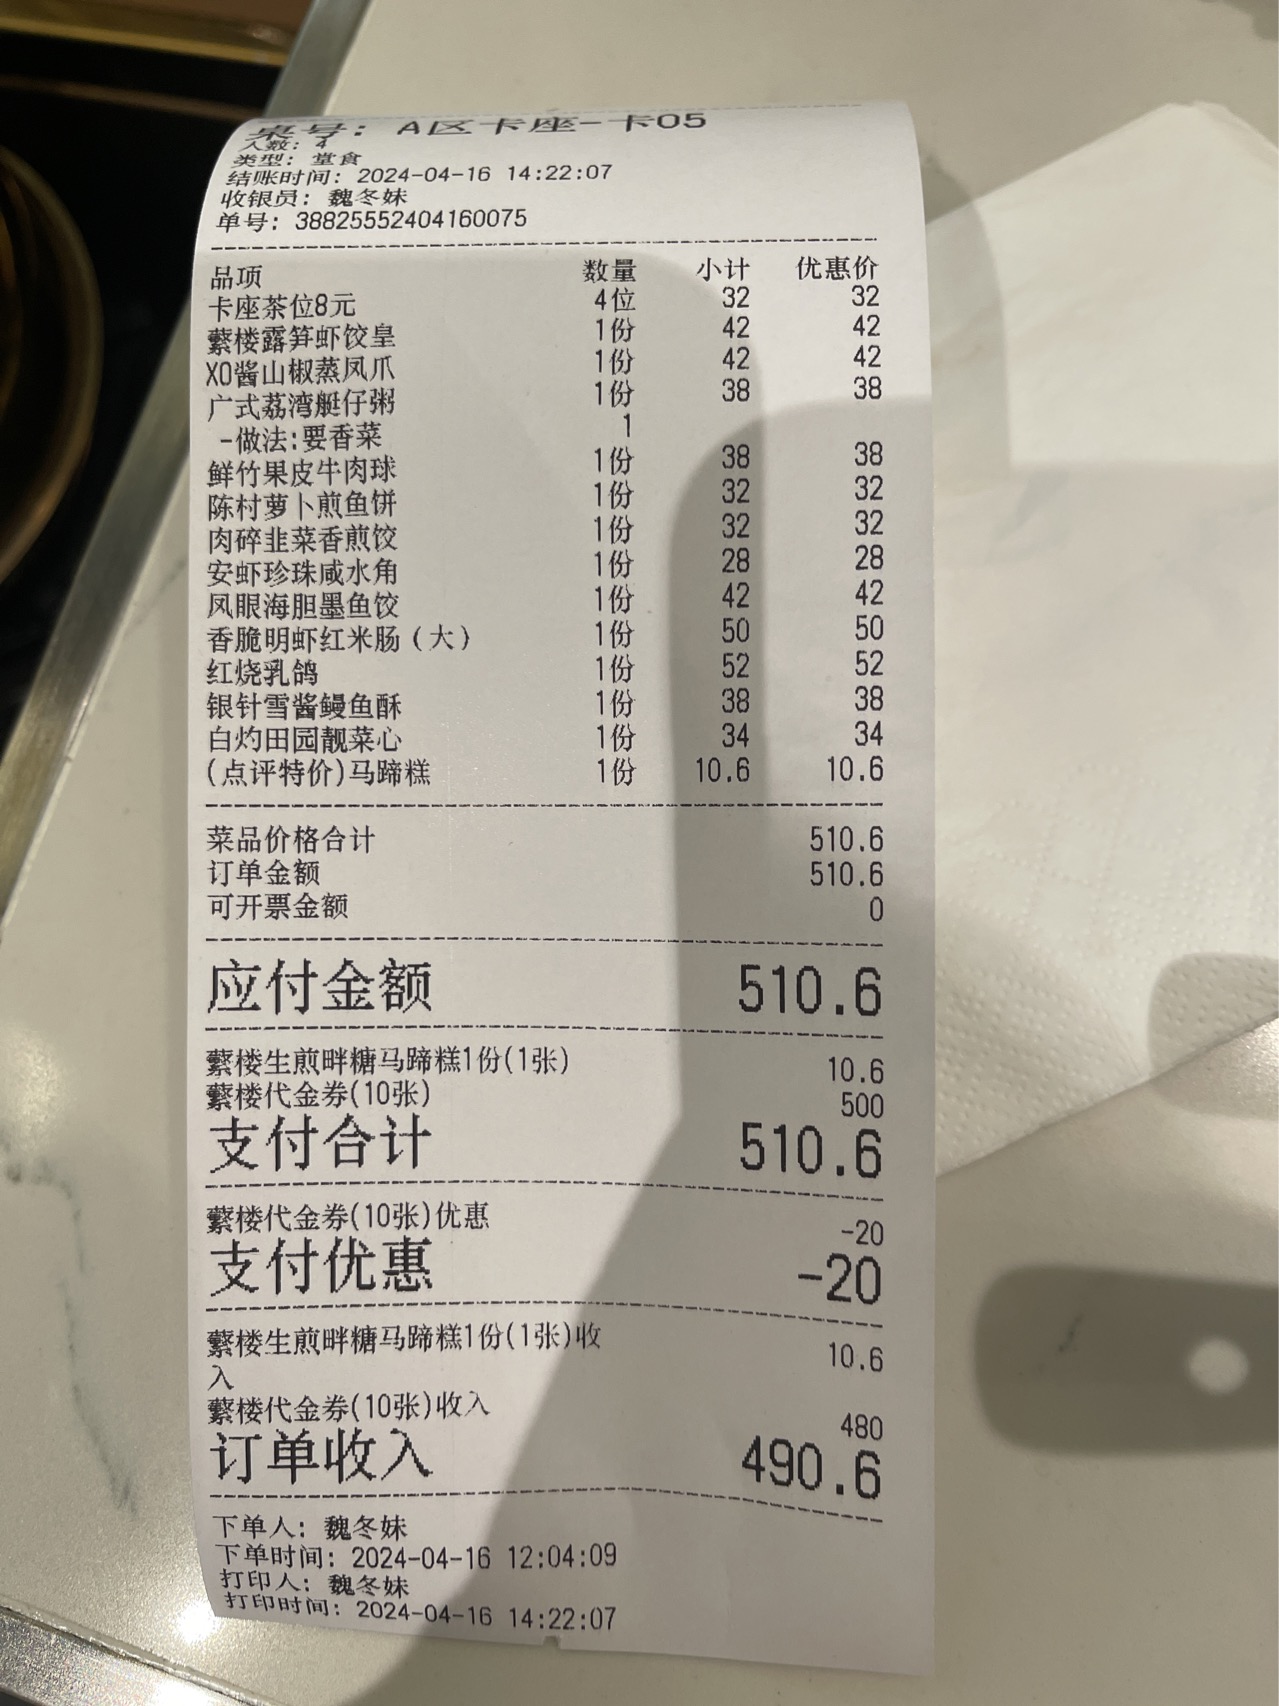 桌号: A区卡座-卡05
人数: 4
类型: 堂食
结账时间: 2024-04-16 14:22:07
收银员: 魏冬妹
单号: 38825552404160075
品项 数量 小计 优惠价
卡座茶位8元 4位 32 32
蘩楼露笋虾饺皇 1份 42 42
XO酱山椒蒸凤爪 1份 42 42
广式荔湾艇仔粥 1份 38 38
-做法:要香菜 1
鲜竹果皮牛肉球 1份 38 38
陈村萝卜煎鱼饼 1份 32 32
肉碎韭菜香煎饺 1份 32 32
安虾珍珠咸水角 1份 28 28
凤眼海胆墨鱼饺 1份 42 42
香脆明虾红米肠(大) 1份 50 50
红烧乳鸽 1份 52 52
银针雪酱鳗鱼酥 1份 38 38
白灼田园靓菜心 1份 34 34
(点评特价)马蹄糕 1份 10.6 10.6
菜品价格合计 510.6
订单金额 510.6
可开票金额 0
应付金额 510.6
蘩楼生煎畔糖马蹄糕1份(1张) 10.6
蘩楼代金券(10张) 500
支付合计 510.6
蘩楼代金券(10张)优惠 -20
支付优惠 -20
蘩楼生煎畔糖马蹄糕1份(1张)收 10.6
入
蘩楼代金券(10张)收入 480
订单收入 490.6
下单人: 魏冬妹
下单时间: 2024-04-16 12:04:09
打印人: 魏冬妹
打印时间: 2024-04-16 14:22:07